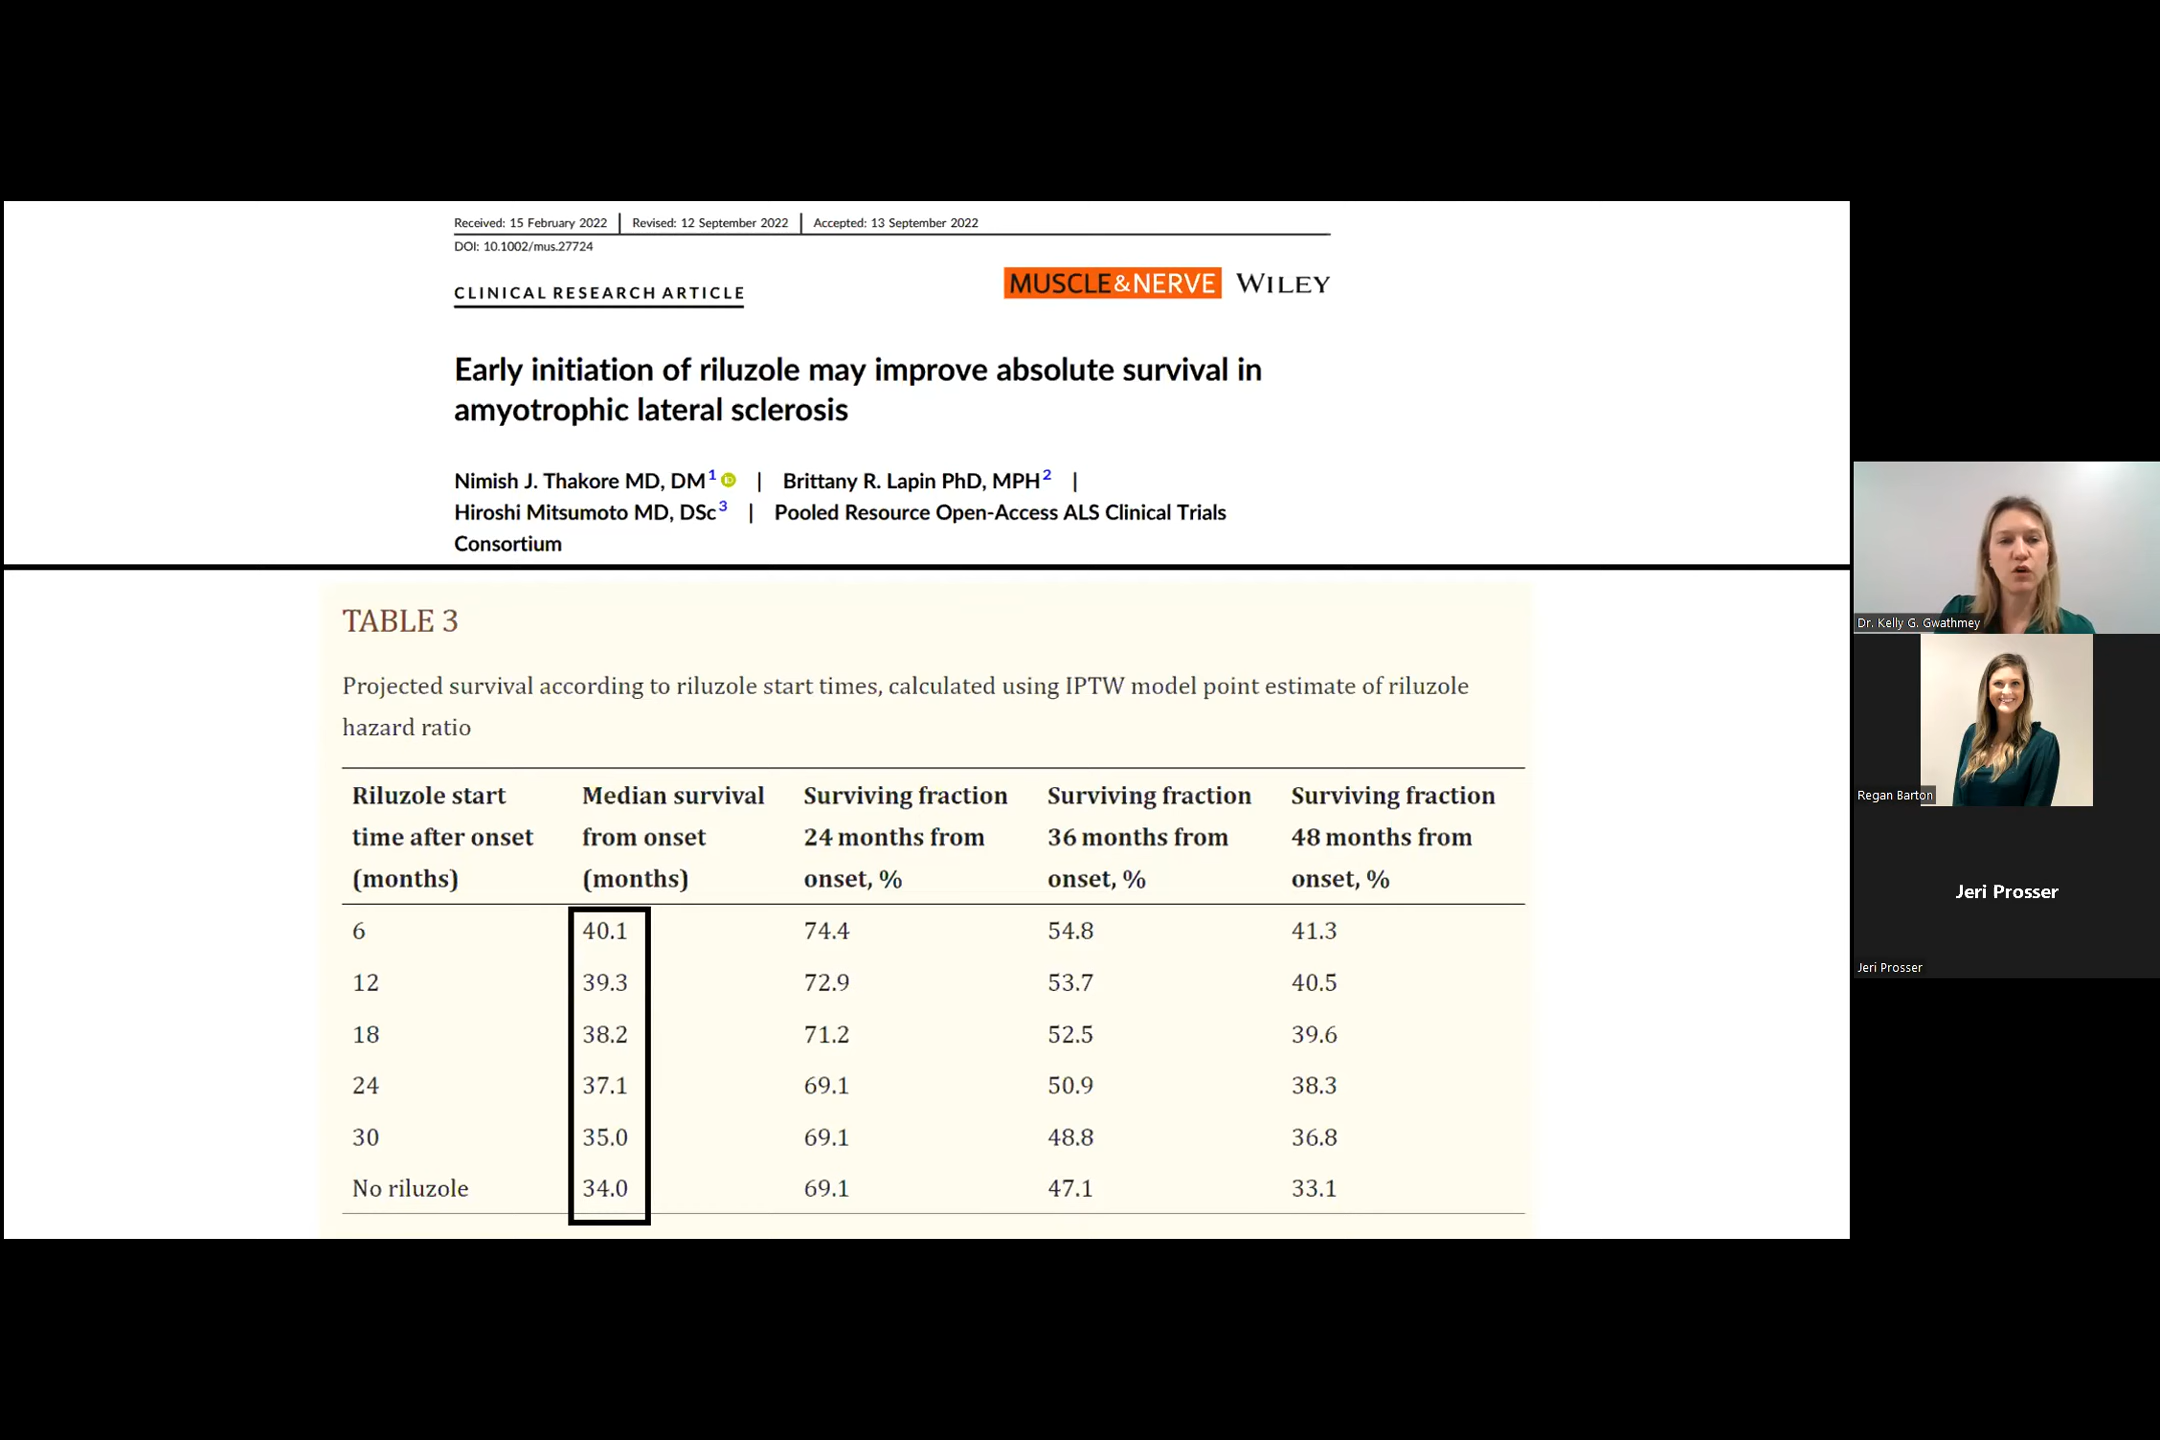 Received: 15 February 2022 | Revised: 12 September 2022 | Accepted: 13 September 2022
DOI: 10.1002/mus.27724
CLINICAL RESEARCH ARTICLE
MUSCLE&NERVE WILEY
Early initiation of riluzole may improve absolute survival in
amyotrophic lateral sclerosis
Nimish J. Thakore MD, DM1 iD | Brittany R. Lapin PhD, MPH2 |
Hiroshi Mitsumoto MD, DSc3 | Pooled Resource Open-Access ALS Clinical Trials
Consortium
TABLE 3
Projected survival according to riluzole start times, calculated using IPTW model point estimate of riluzole
hazard ratio
Riluzole start Median survival Surviving fraction Surviving fraction Surviving fraction
time after onset from onset 24 months from 36 months from 48 months from
(months) (months) onset, % onset, % onset, %
6 40.1 74.4 54.8 41.3
12 39.3 72.9 53.7 40.5
18 38.2 71.2 52.5 39.6
24 37.1 69.1 50.9 38.3
30 35.0 69.1 48.8 36.8
No riluzole 34.0 69.1 47.1 33.1
Dr. Kelly G. Gwathmey
Regan Barton
Jeri Prosser
Jeri Prosser